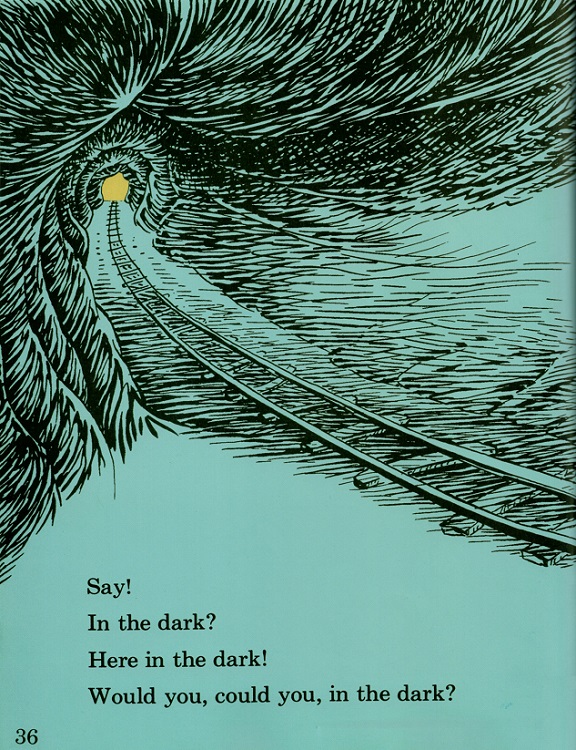 Say!
In the dark?
Here in the dark!
Would you, could you, in the dark?
36